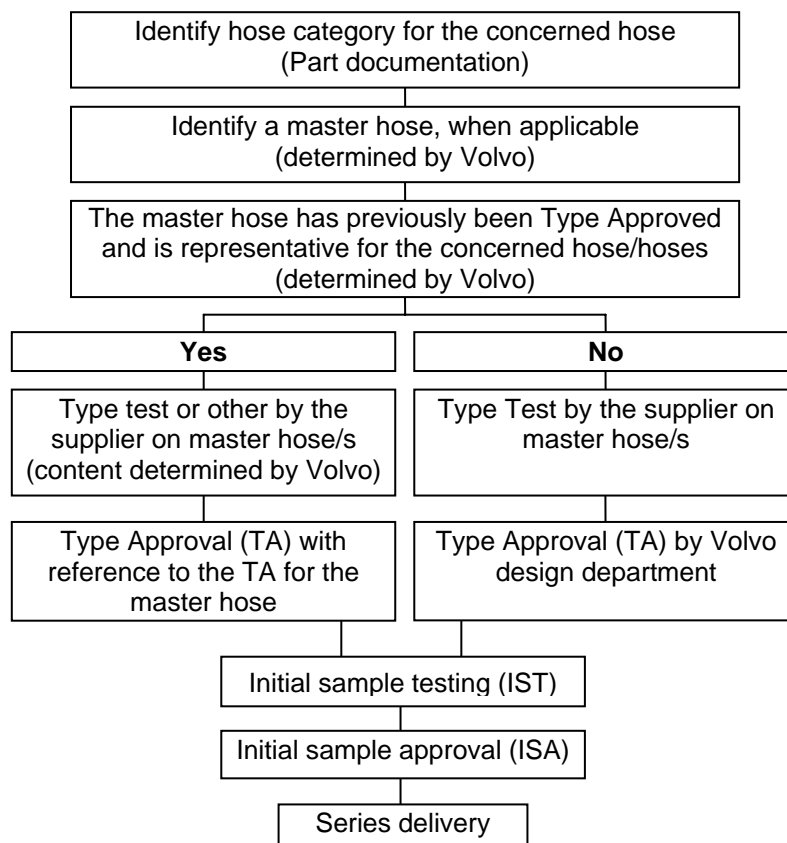 Identify hose category for the concerned hose
(Part documentation)
Identify a master hose, when applicable
(determined by Volvo)
The master hose has previously been Type Approved
and is representative for the concerned hose/hoses
(determined by Volvo)
Yes
No
Type test or other by the
supplier on master hose/s
(content determined by Volvo)
Type Test by the supplier on
master hose/s
Type Approval (TA) with
reference to the TA for the
master hose
Type Approval (TA) by Volvo
design department
Initial sample testing (IST)
Initial sample approval (ISA)
Series delivery